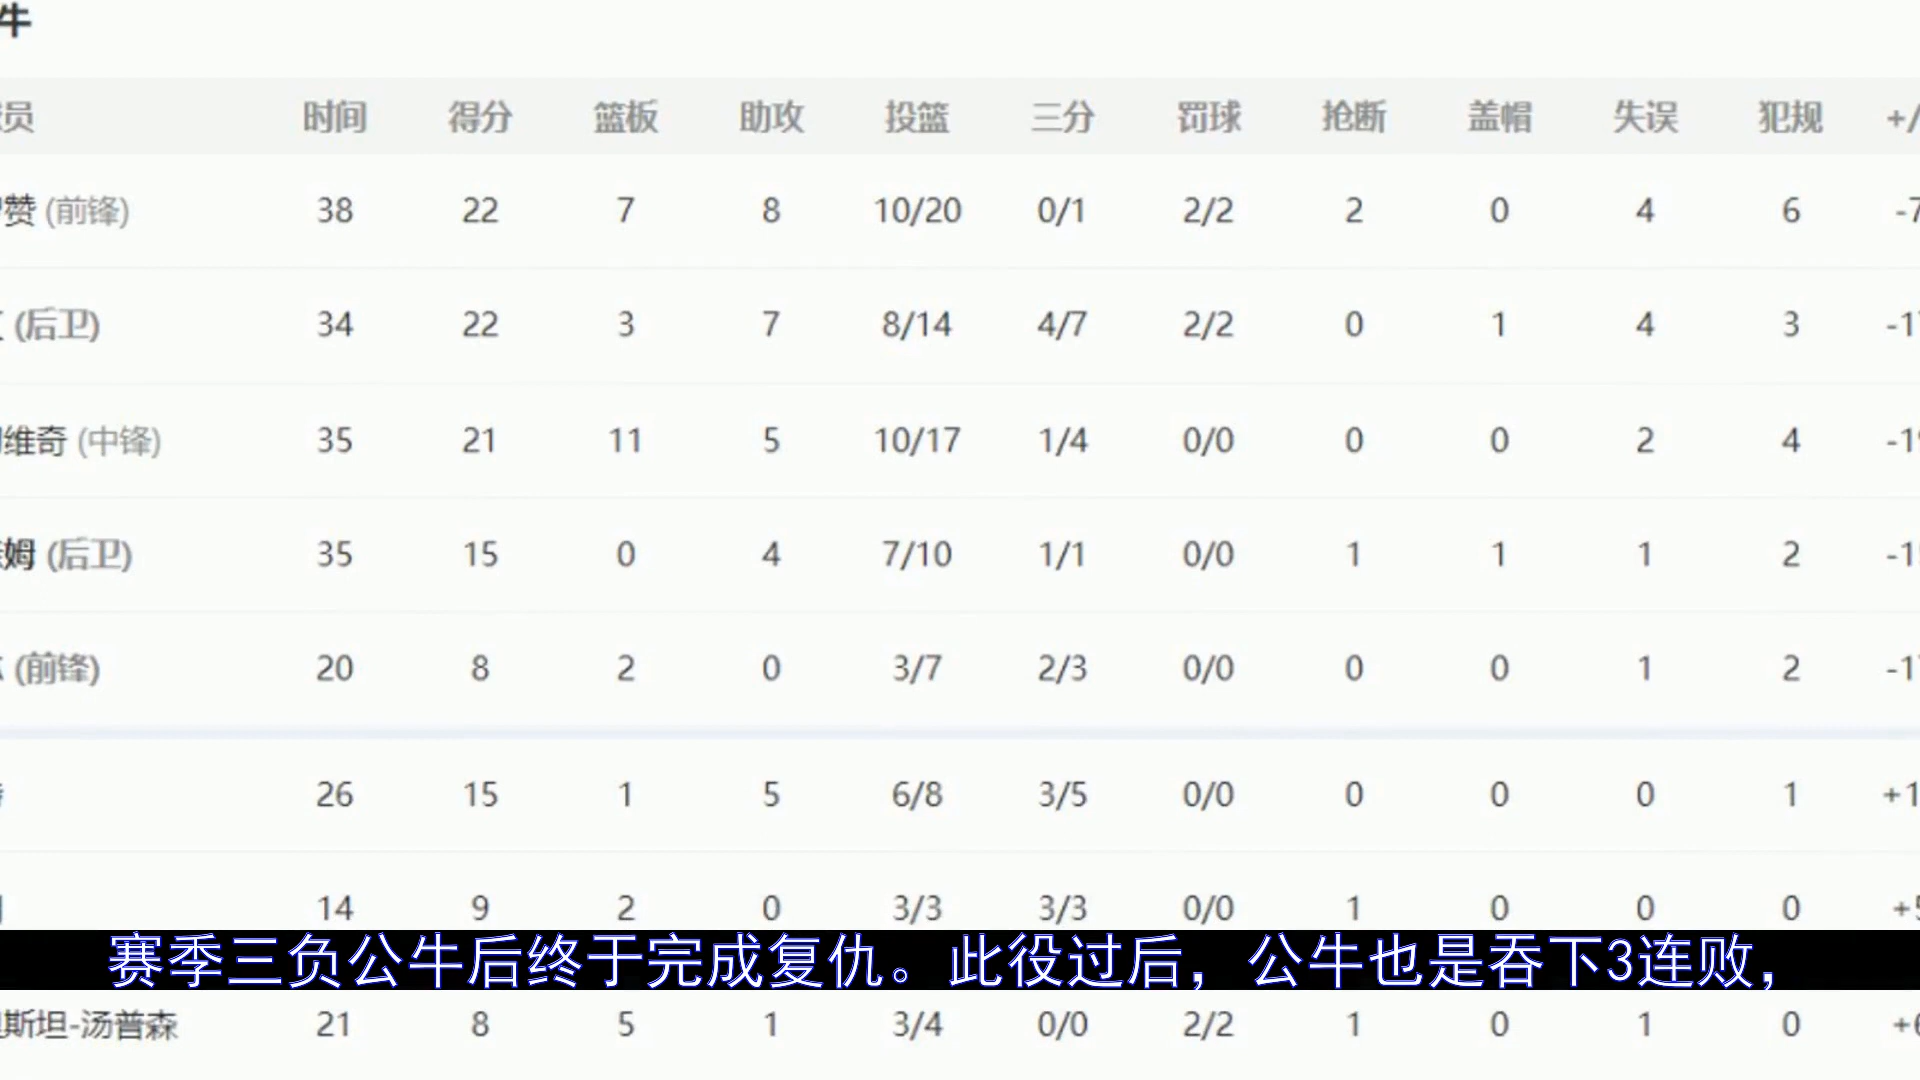 牛
员 时间 得分 篮板 助攻 投篮 三分 罚球 抢断 盖帽 失误 犯规 +/
赞 (前锋) 38 22 7 8 10/20 0/1 2/2 2 0 4 6 -7
(后卫) 34 22 3 7 8/14 4/7 2/2 0 1 4 3 -1
维奇 (中锋) 35 21 11 5 10/17 1/4 0/0 0 0 2 4 -19
姆 (后卫) 35 15 0 4 7/10 1/1 0/0 1 1 1 2 -1
(前锋) 20 8 2 0 3/7 2/3 0/0 0 0 1 2 -1
26 15 1 5 6/8 3/5 0/0 0 0 0 1 +1
14 9 2 0 3/3 3/3 0/0 1 0 0 0 +5
赛季三负公牛后终于完成复仇。此役过后，公牛也是吞下3连败，
斯坦-汤普森 21 8 5 1 3/4 0/0 2/2 1 0 1 0 +6